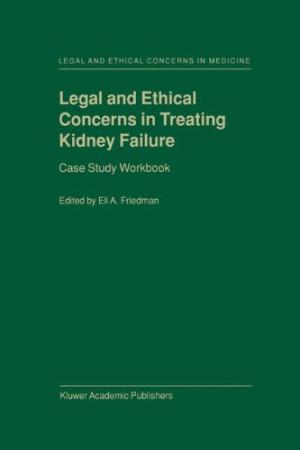 LEGAL AND ETHICAL CONCERNS IN MEDICINE
Legal and Ethical
Concerns in Treating
Kidney Failure
Case Study Workbook
Edited by Eli A. Friedman
Kluwer Academic Publishers